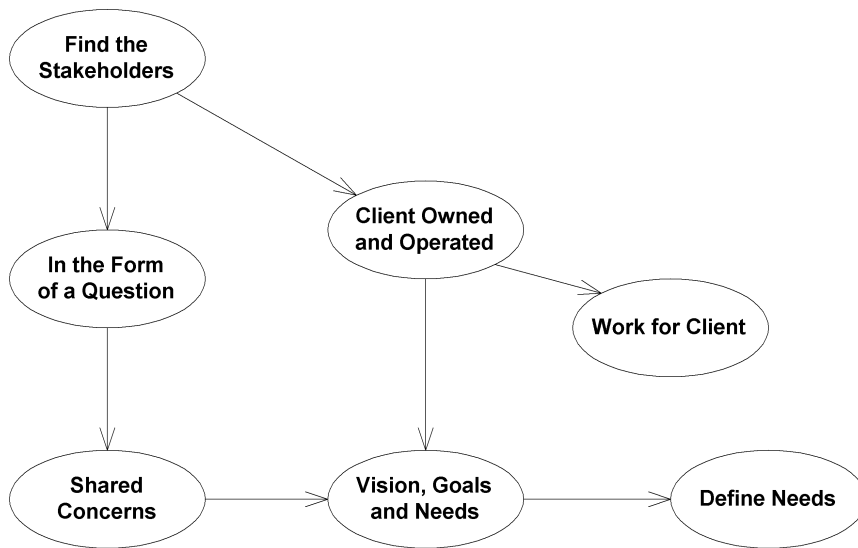 Find the
Stakeholders
Client Owned
and Operated
In the Form
of a Question
Work for Client
Shared
Concerns
Vision, Goals
and Needs
Define Needs